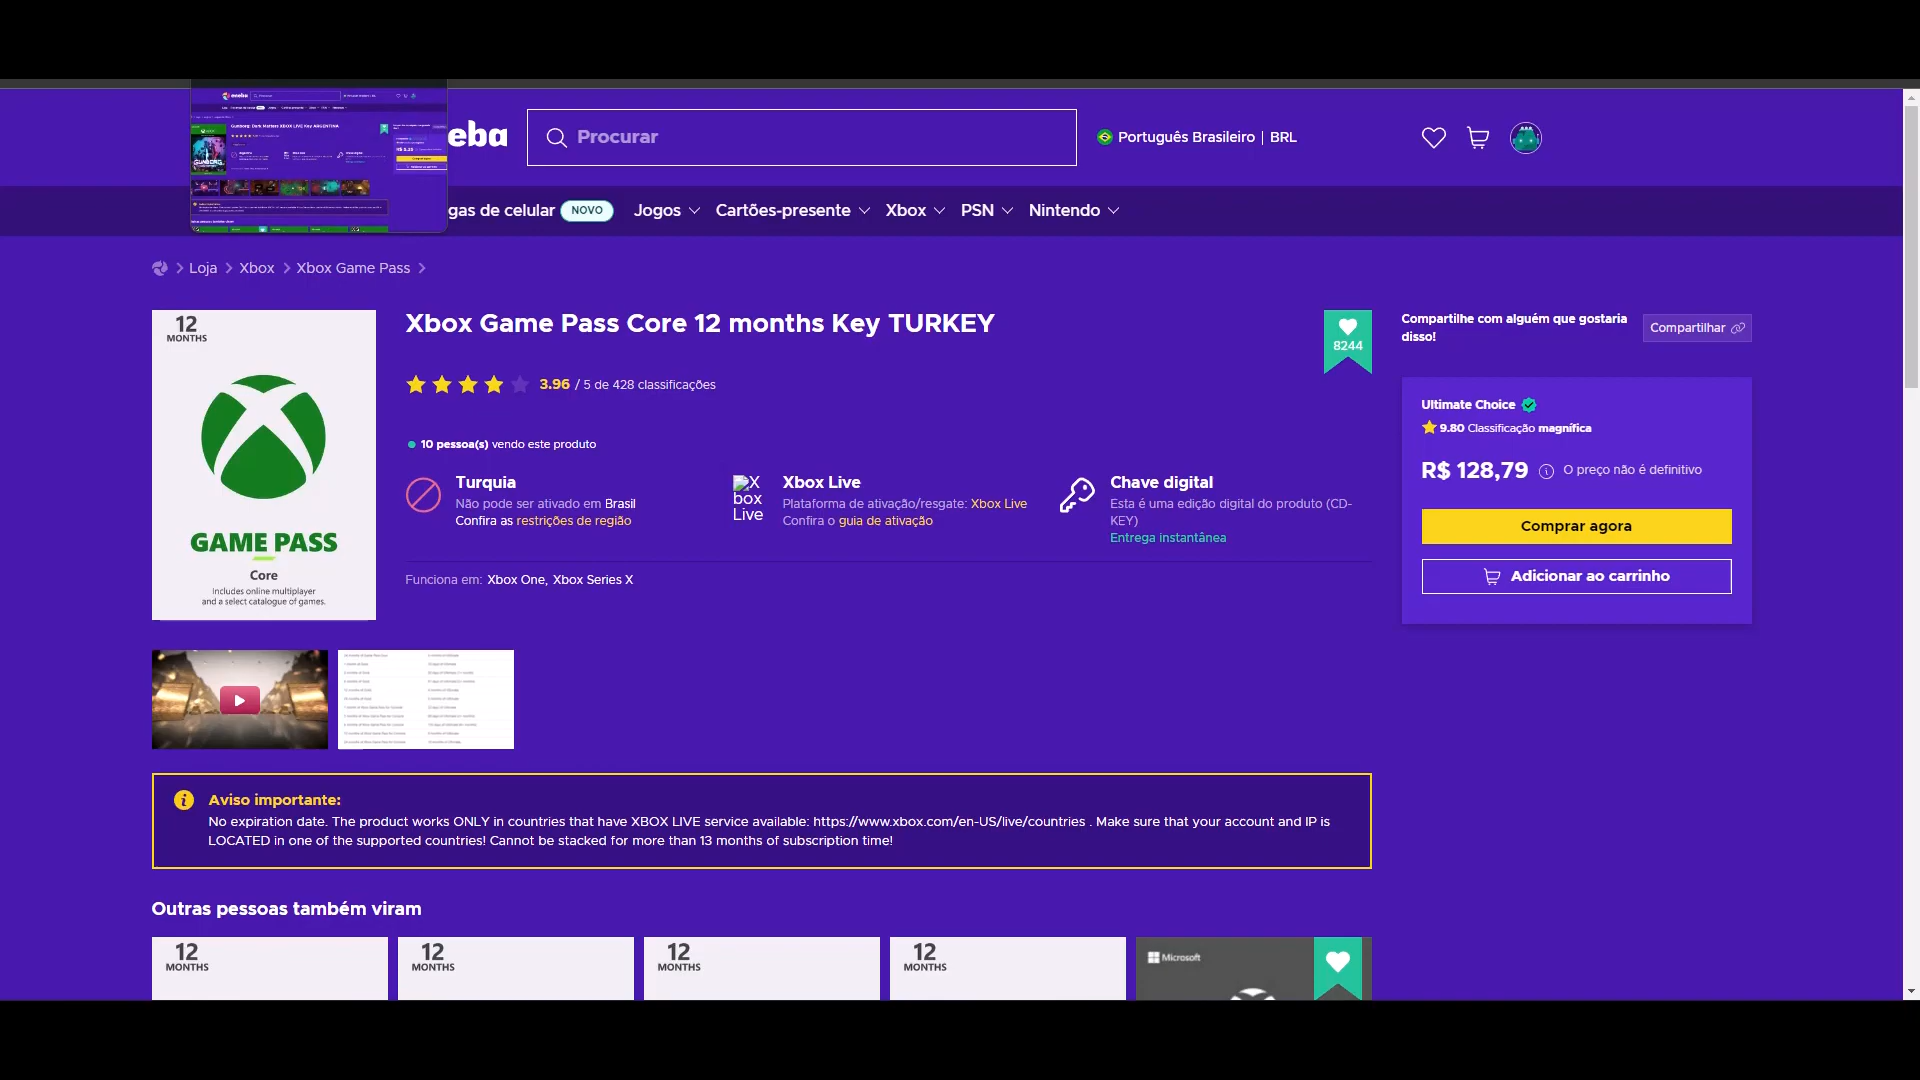 eneba
Procurar
Gunborg: Dark Matters XBOX LIVE Key ARGENTINA
eba
Procurar
Português Brasileiro | BRL
gas de celular NOVO Jogos Cartões-presente Xbox PSN Nintendo
Loja Xbox Xbox Game Pass
12
MONTHS
GAME PASS
Core
Includes online multiplayer
and a select catalogue of games.
Xbox Game Pass Core 12 months Key TURKEY
8244
3.96 / 5 de 428 classificações
10 pessoa(s) vendo este produto
Turquia
Não pode ser ativado em Brasil
Confira as restrições de região
X
box
Live
Xbox Live
Plataforma de ativação/resgate: Xbox Live
Confira o guia de ativação
Chave digital
Esta é uma edição digital do produto (CD-
KEY)
Entrega instantânea
Funciona em: Xbox One, Xbox Series X
Compartilhe com alguém que gostaria
disso!
Compartilhar
Ultimate Choice
9.80 Classificação magnífica
R$ 128,79 O preço não é definitivo
Comprar agora
Adicionar ao carrinho
Aviso importante:
No expiration date. The product works ONLY in countries that have XBOX LIVE service available: https://www.xbox.com/en-US/live/countries . Make sure that your account and IP is
LOCATED in one of the supported countries! Cannot be stacked for more than 13 months of subscription time!
Outras pessoas também viram
12
MONTHS
12
MONTHS
12
MONTHS
12
MONTHS
Microsoft